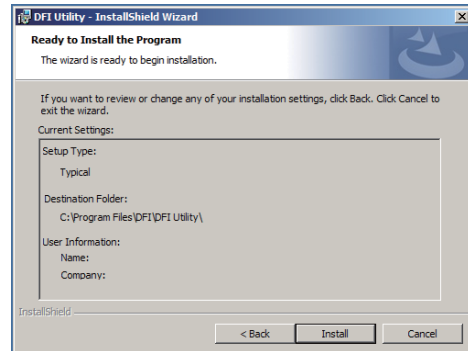 DFI Utility - InstallShield Wizard
Ready to Install the Program
The wizard is ready to begin installation.
If you want to review or change any of your installation settings, click Back. Click Cancel to
exit the wizard.
Current Settings:
Setup Type:
Typical
Destination Folder:
C:\Program Files\DFI\DFI Utility\
User Information:
Name:
Company:
InstallShield
< Back Install Cancel